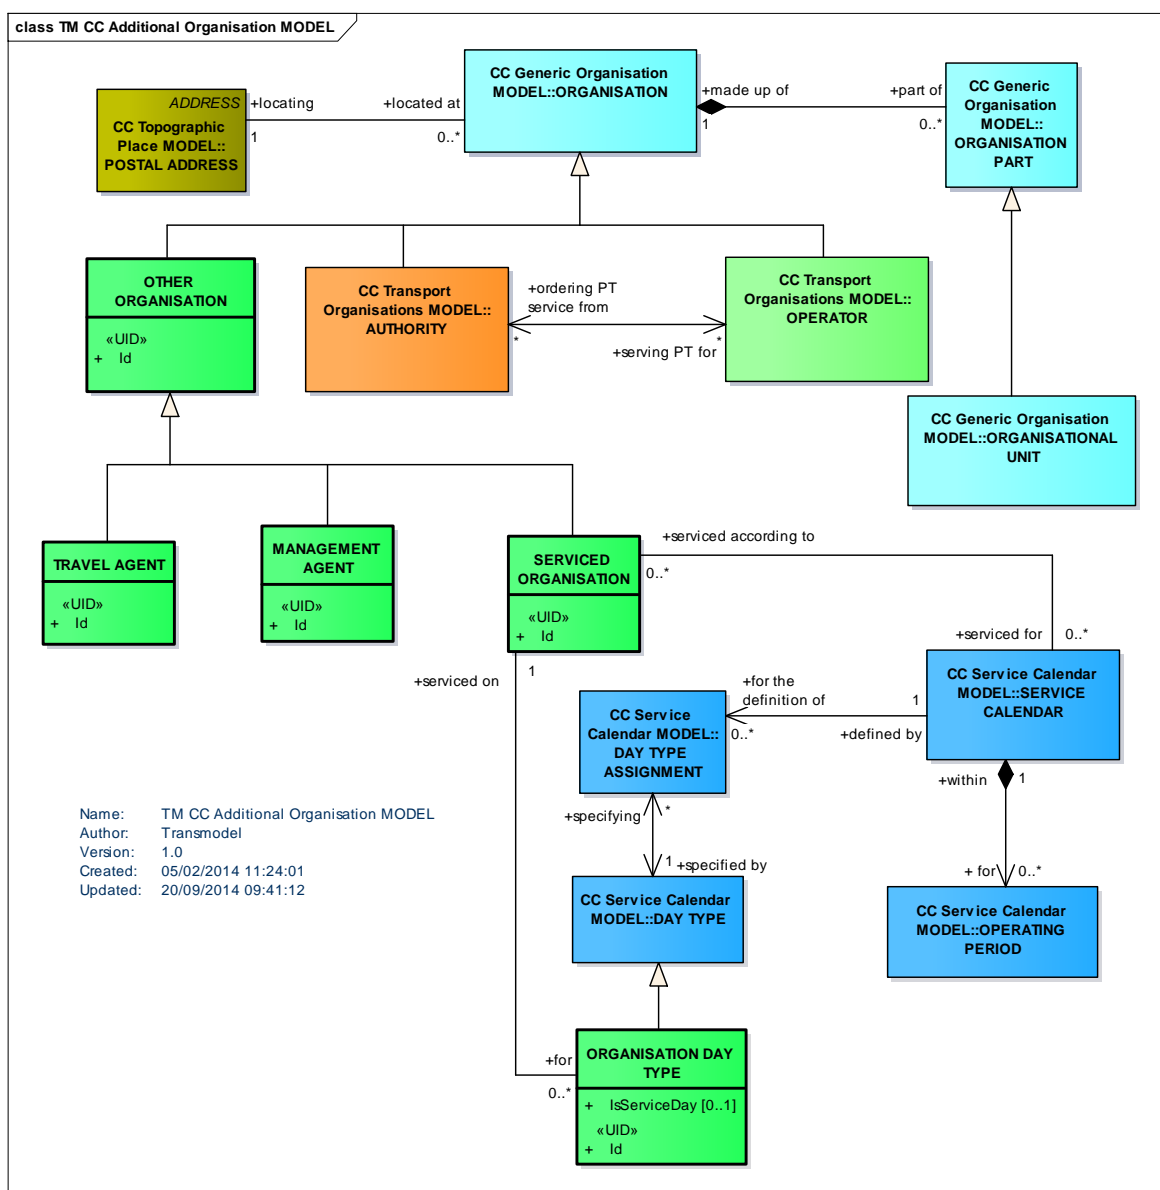 class TM CC Additional Organisation MODEL
CC Generic Organisation
MODEL::ORGANISATION
+made up of
1
+part of
0..*
CC Generic
Organisation
MODEL::
ORGANISATION
PART
ADDRESS
CC Topographic
Place MODEL::
POSTAL ADDRESS
+locating
1
+located at
0..*
OTHER
ORGANISATION
«UID»
+ Id
CC Transport
Organisations MODEL::
AUTHORITY
+ordering PT
service from
*
*
+serving PT for
CC Transport
Organisations MODEL::
OPERATOR
CC Generic Organisation
MODEL::ORGANISATIONAL
UNIT
TRAVEL AGENT
«UID»
+ Id
MANAGEMENT
AGENT
«UID»
+ Id
SERVICED
ORGANISATION
«UID»
+ Id
+serviced according to
0..*
+serviced for
0..*
+serviced on
1
CC Service
Calendar MODEL::
DAY TYPE
ASSIGNMENT
+for the
definition of
0..*
1
+defined by
CC Service Calendar
MODEL::SERVICE
CALENDAR
+within
1
+specifying
*
1
+specified by
+ for
0..*
CC Service Calendar
MODEL::DAY TYPE
CC Service Calendar
MODEL::OPERATING
PERIOD
Name: TM CC Additional Organisation MODEL
Author: Transmodel
Version: 1.0
Created: 05/02/2014 11:24:01
Updated: 20/09/2014 09:41:12
+for
0..*
ORGANISATION DAY
TYPE
+ IsServiceDay [0..1]
«UID»
+ Id